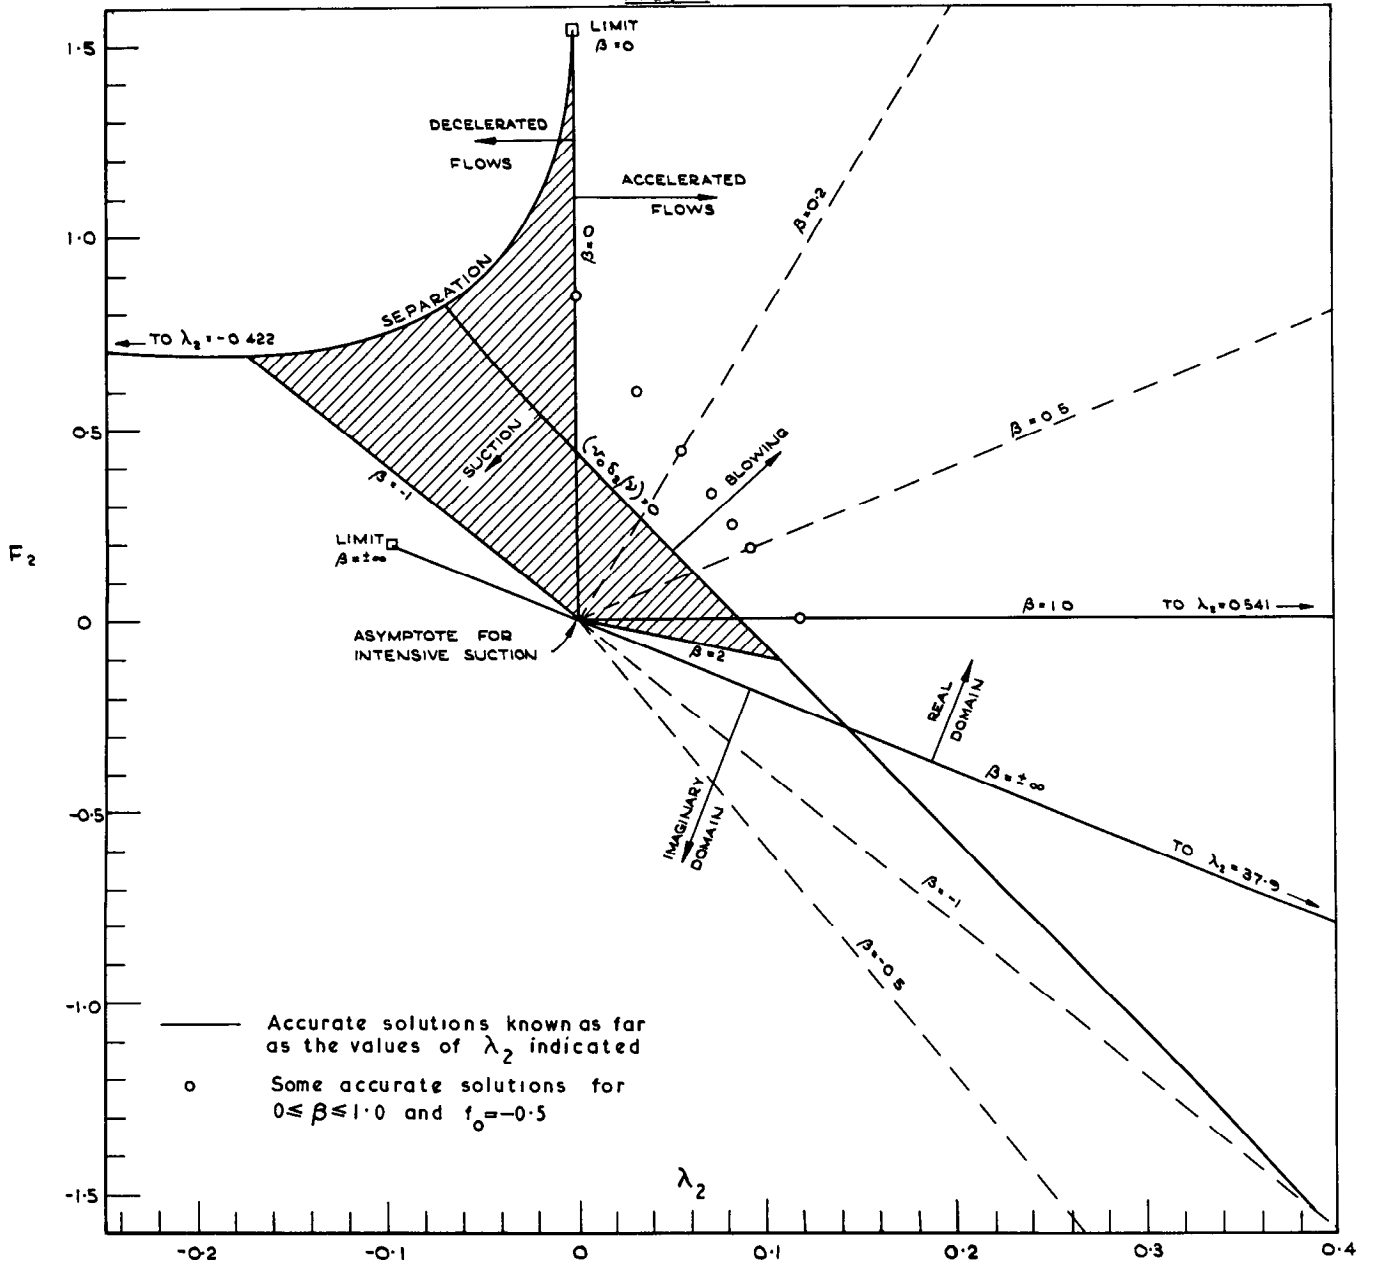 LIMIT
β=0
1·5
DECELERATED
FLOWS
ACCELERATED
FLOWS
β=0·2
1·0
β=0
SEPARATION
TO λ₂=-0 422
0·5
β=0 5
SUCTION
(v₀ δ₂/ν)=0
BLOWING
β=-1
LIMIT
β=±∞
F₂
0
β=1 0
TO λ₂=0.541
ASYMPTOTE FOR
INTENSIVE SUCTION
β=2
REAL
DOMAIN
β=±∞
IMAGINARY
DOMAIN
-0·5
TO λ₂=37·9
β=-1
β=-0 5
-1·0
Accurate solutions known as far
as the values of λ₂ indicated
Some accurate solutions for
0≤ β ≤1·0 and f₀=-0·5
λ₂
-1·5
-0·2
-0·1
0
0·1
0·2
0·3
0·4